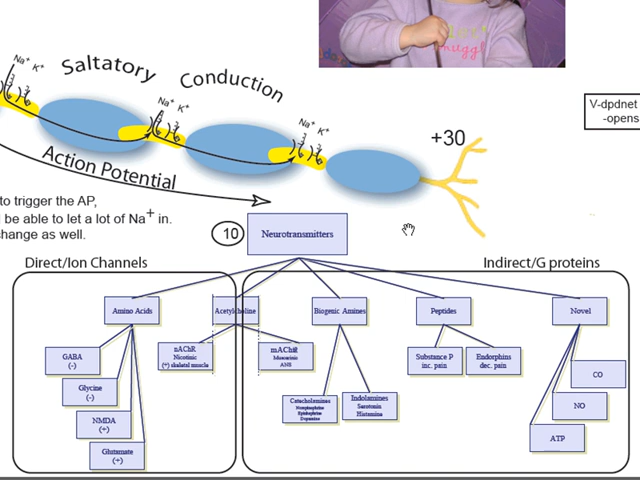 snuggl
Na+ K+
Saltatory Conduction
Na+ K+
Na+ K+
V-dpdnet
-opens
+30
Action Potential
to trigger the AP,
be able to let a lot of Na+ in.
change as well.
10
Neurotransmitters
Direct/Ion Channels
Indirect/G proteins
Amino Acids
Acetylcholine
Biogenic Amines
Peptides
Novel
GABA
(-)
nAChR
Nicotinic
(+) skeletal muscle
mAChR
Muscarinic
ANS
Substance P
inc. pain
Endorphins
dec. pain
CO
Glycine
(-)
Catecholamines
Norepinephrine
Epinephrine
Dopamine
Indolamines
Serotonin
Histamine
NO
NMDA
(+)
ATP
Glutamate
(+)